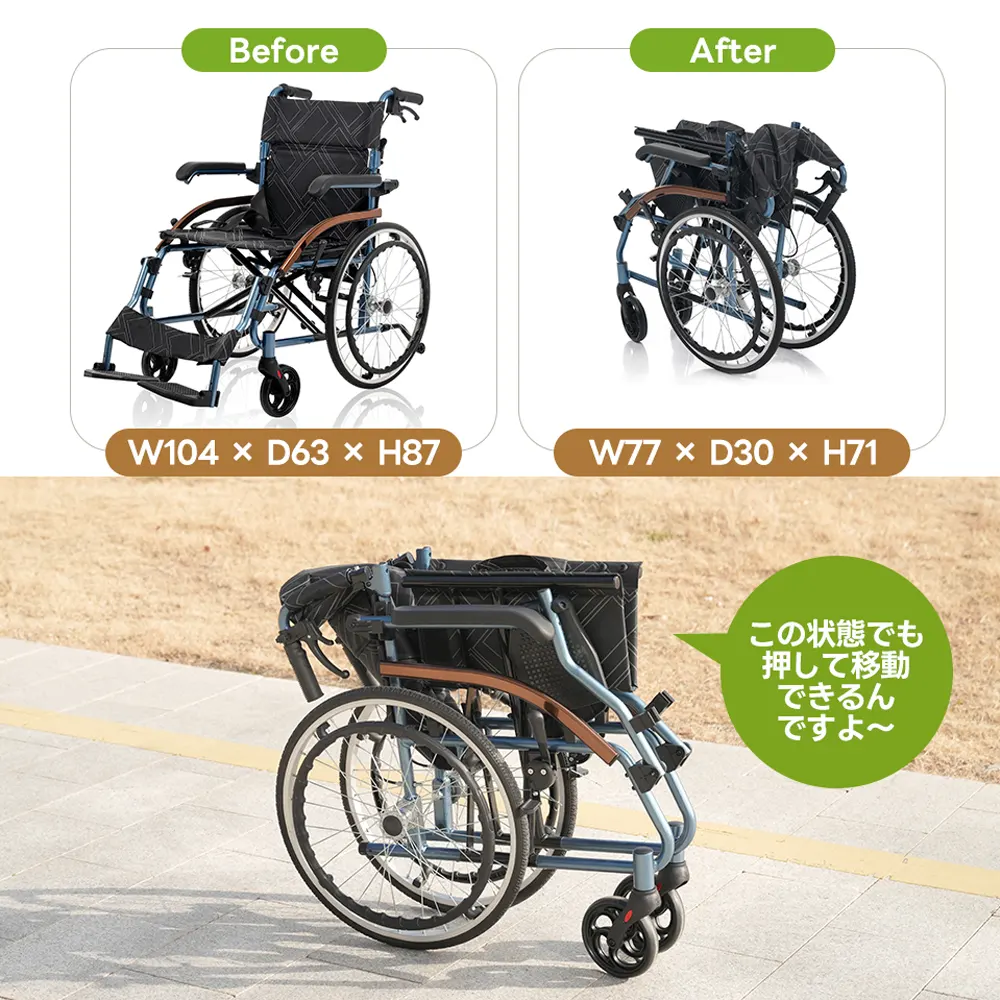 Before
After
W104 × D63 × H87
W77 × D30 × H71
この状態でも
押して移動
できるん
ですよ~